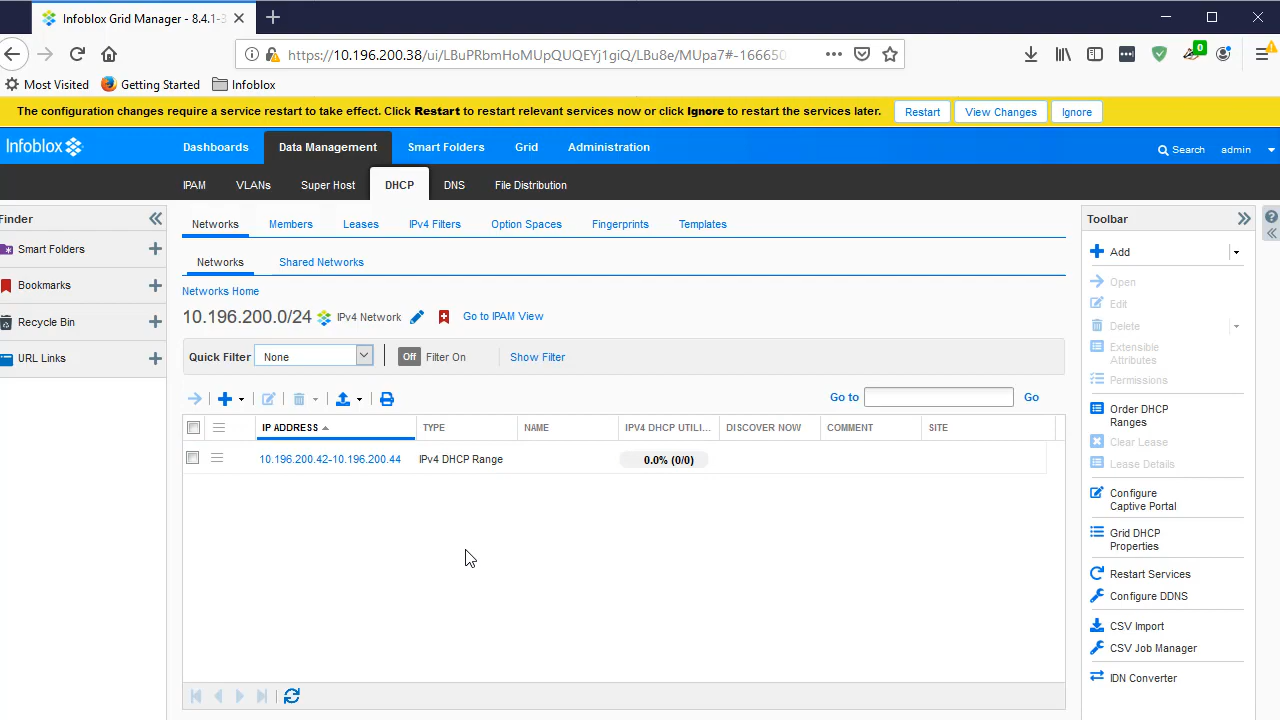 Infoblox Grid Manager - 8.4.1-3
https://10.196.200.38/ui/LBuPRbmHoMUpQUQEYj1giQ/LBu8e/MUpa7#-166650
0
Most Visited Getting Started Infoblox
The configuration changes require a service restart to take effect. Click Restart to restart relevant services now or click Ignore to restart the services later. Restart View Changes Ignore
Infoblox Dashboards Data Management Smart Folders Grid Administration Search admin
IPAM VLANs Super Host DHCP DNS File Distribution
Finder
Smart Folders
Bookmarks
Recycle Bin
URL Links
Networks Members Leases IPv4 Filters Option Spaces Fingerprints Templates
Networks Shared Networks
Networks Home
10.196.200.0/24 IPv4 Network Go to IPAM View
Quick Filter None Off Filter On Show Filter
Go to Go
IP ADDRESS TYPE NAME IPV4 DHCP UTILI... DISCOVER NOW COMMENT SITE
10.196.200.42-10.196.200.44 IPv4 DHCP Range 0.0% (0/0)
Toolbar
Add
Open
Edit
Delete
Extensible
Attributes
Permissions
Order DHCP
Ranges
Clear Lease
Lease Details
Configure
Captive Portal
Grid DHCP
Properties
Restart Services
Configure DDNS
CSV Import
CSV Job Manager
IDN Converter